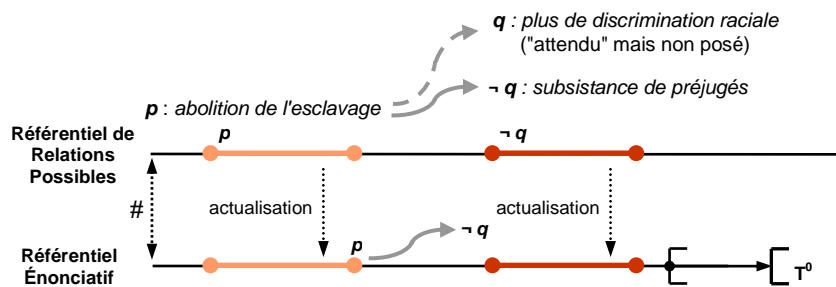 q : plus de discrimination raciale
("attendu" mais non posé)
p : abolition de l'esclavage
¬ q : subsistance de préjugés
Référentiel de
Relations
Possibles
p
¬ q
#
actualisation
actualisation
p
¬ q
Référentiel
Énonciatif
T⁰